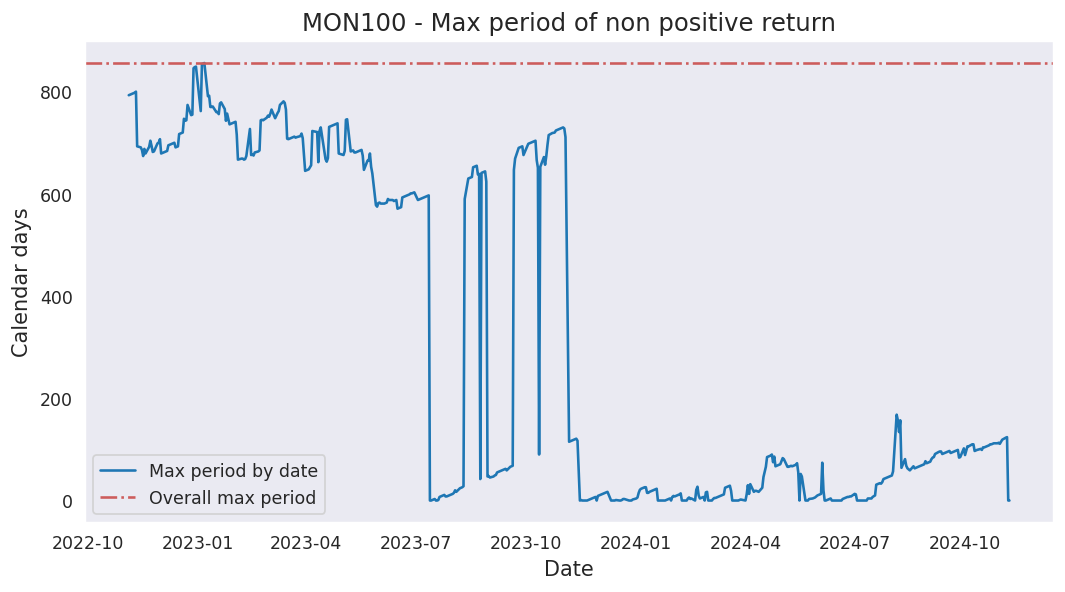 MON100 - Max period of non positive return
Calendar days
800
600
400
200
0
Max period by date
Overall max period
2022-10 2023-01 2023-04 2023-07 2023-10 2024-01 2024-04 2024-07 2024-10
Date